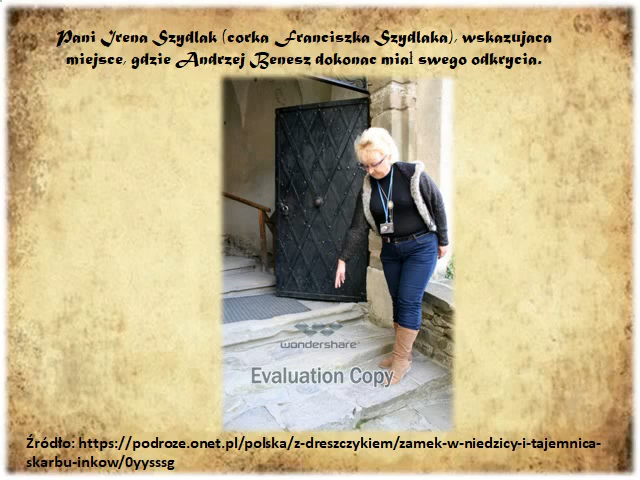 Pani Irena Szydlak (corka Franciszka Szydlaka), wskazujaca
miejsce, gdzie Andrzej Benesz dokonac miał swego odkrycia.
wondershare
Evaluation Copy
Źródło: https://podroze.onet.pl/polska/z-dreszczykiem/zamek-w-niedzicy-i-tajemnica-
skarbu-inkow/0yysssg